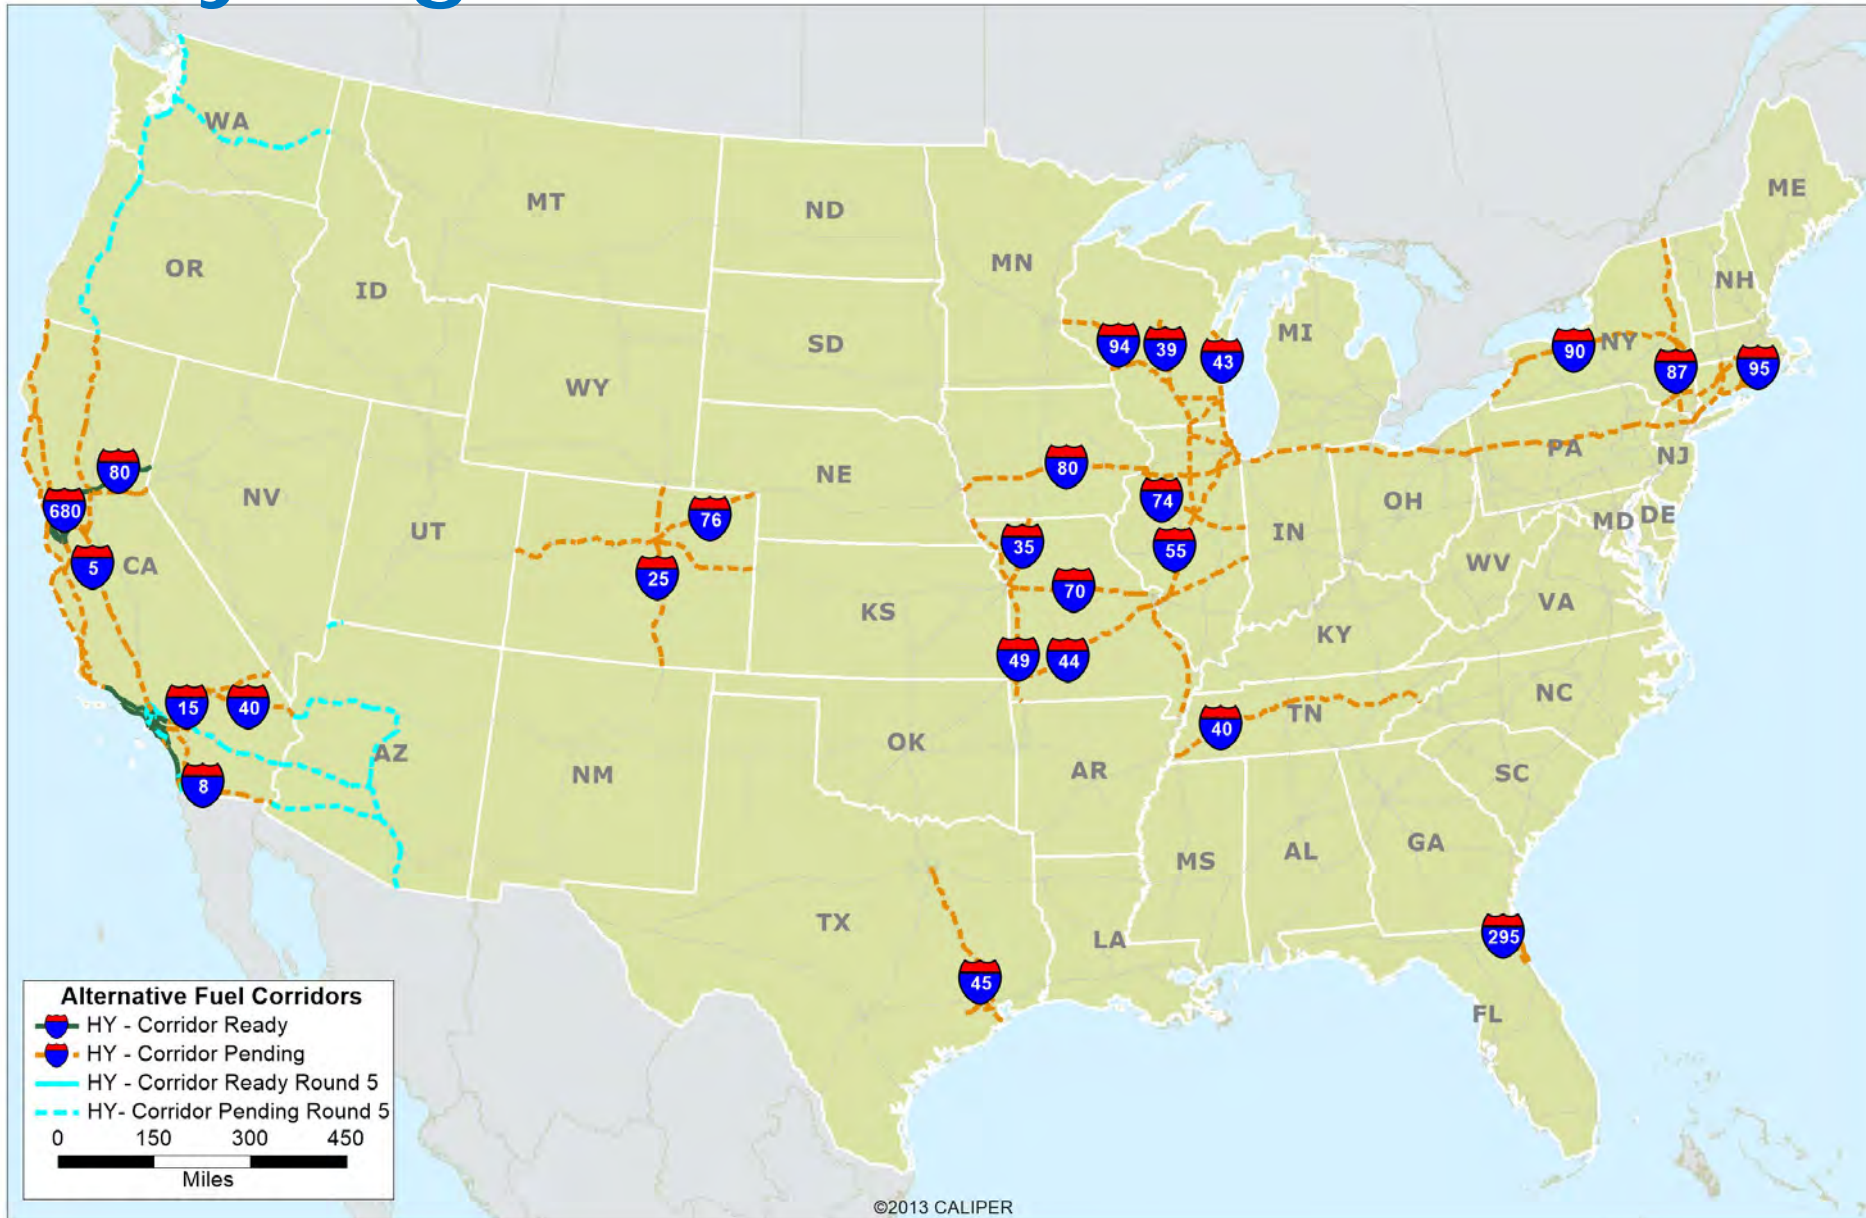 WA
ME
MT
ND
MN
OR
ID
NH
SD
WY
MI
NY
94
39
43
90
87
95
80
NE
80
PA
NJ
NV
UT
680
76
74
OH
IN
MD
DE
5
CA
25
35
55
WV
70
VA
KS
KY
49
44
15
40
NC
TN
40
AZ
OK
NM
AR
SC
8
MS
AL
GA
TX
LA
295
45
FL
Alternative Fuel Corridors
HY - Corridor Ready
HY - Corridor Pending
HY - Corridor Ready Round 5
HY- Corridor Pending Round 5
0 150 300 450
Miles
©2013 CALIPER